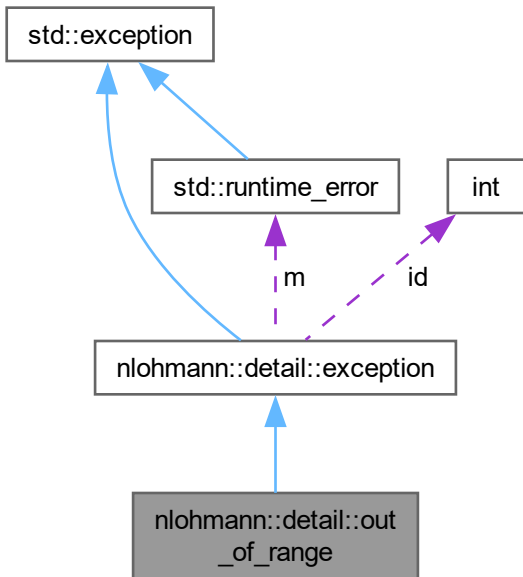 std::exception
std::runtime_error
int
m
id
nlohmann::detail::exception
nlohmann::detail::out
_of_range